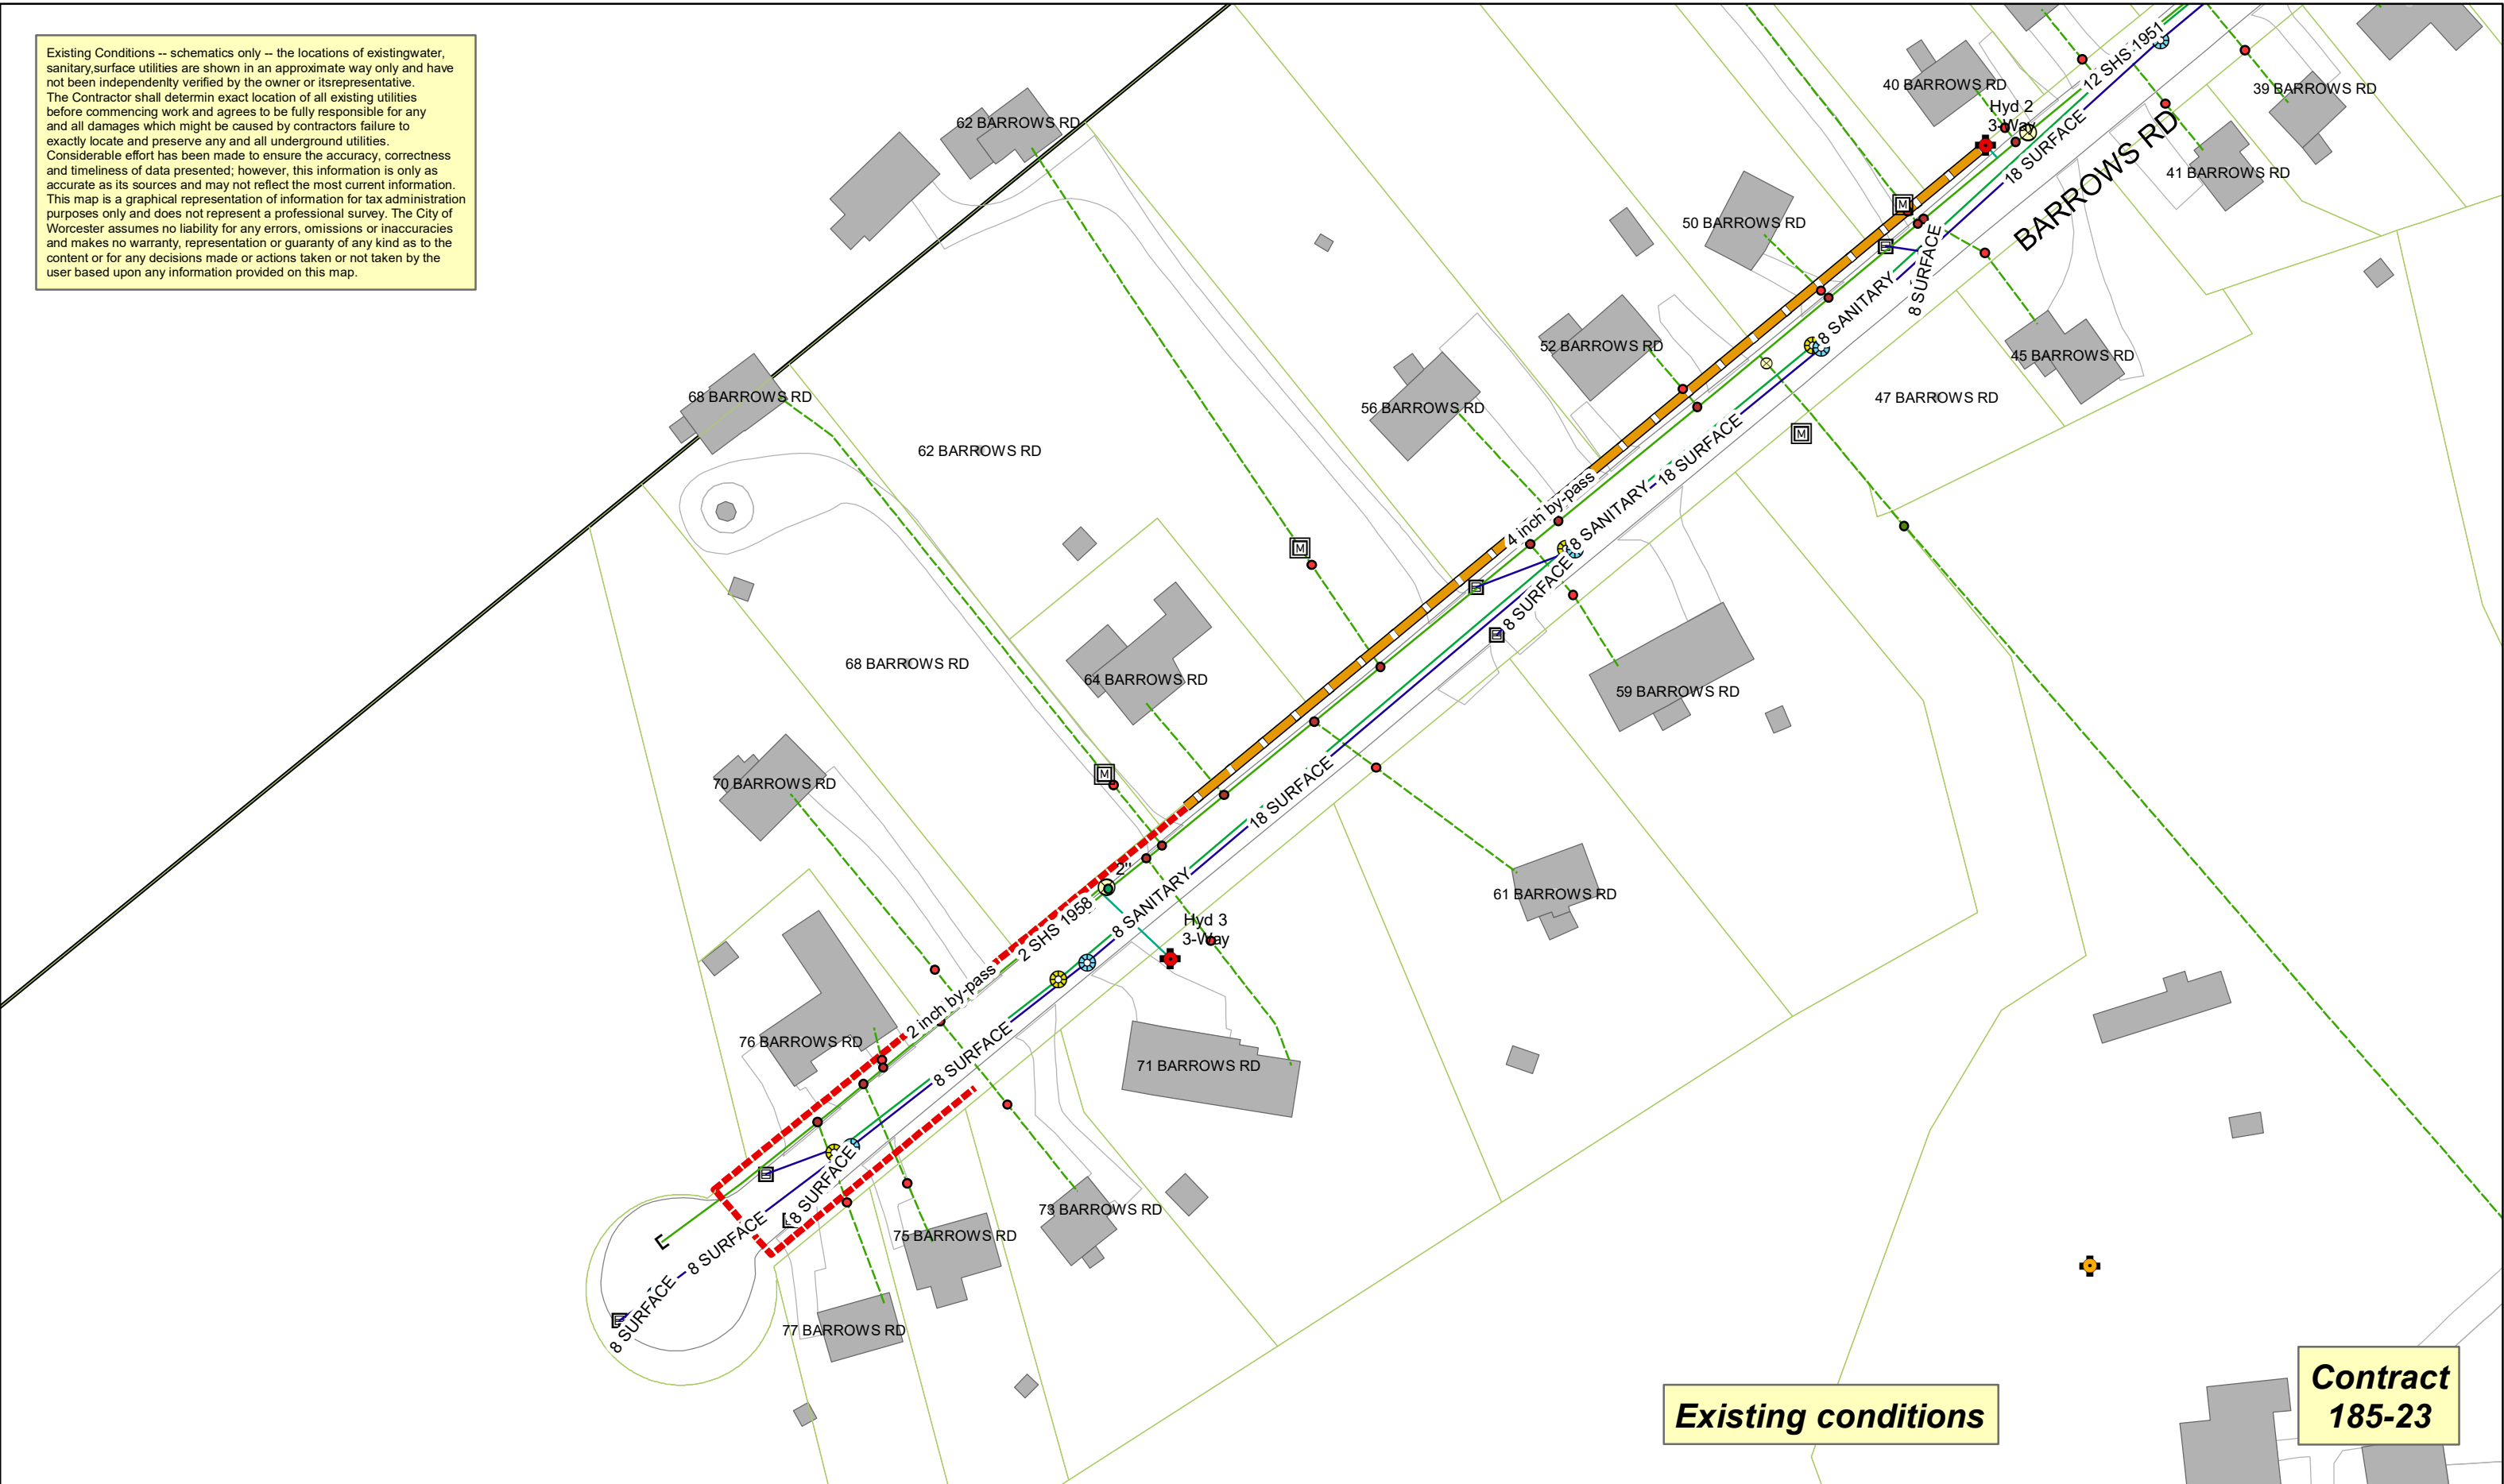 Existing Conditions -- schematics only -- the locations of existingwater,
sanitary,surface utilities are shown in an approximate way only and have
not been independenlty verified by the owner or itsrepresentative.
The Contractor shall determin exact location of all existing utilities
before commencing work and agrees to be fully responsible for any
and all damages which might be caused by contractors failure to
exactly locate and preserve any and all underground utilities.
Considerable effort has been made to ensure the accuracy, correctness
and timeliness of data presented; however, this information is only as
accurate as its sources and may not reflect the most current information.
This map is a graphical representation of information for tax administration
purposes only and does not represent a professional survey. The City of
Worcester assumes no liability for any errors, omissions or inaccuracies
and makes no warranty, representation or guaranty of any kind as to the
content or for any decisions made or actions taken or not taken by the
user based upon any information provided on this map.
12 SHS 1951
40 BARROWS RD
39 BARROWS RD
Hyd 2
3-Way
62 BARROWS RD
18 SURFACE
BARROWS RD
41 BARROWS RD
M
50 BARROWS RD
8 SURFACE
8 SANITARY
52 BARROWS RD
45 BARROWS RD
68 BARROWS RD
47 BARROWS RD
56 BARROWS RD
M
62 BARROWS RD
18 SURFACE
4 inch by-pass
8 SANITARY
M
8 SURFACE
68 BARROWS RD
64 BARROWS RD
59 BARROWS RD
M
70 BARROWS RD
18 SURFACE
2"
61 BARROWS RD
8 SANITARY
2 SHS 1958
Hyd 3
3-Way
2 inch by-pass
76 BARROWS RD
8 SURFACE
71 BARROWS RD
8 SURFACE
73 BARROWS RD
75 BARROWS RD
8 SURFACE
8 SURFACE
77 BARROWS RD
Existing conditions
Contract
185-23